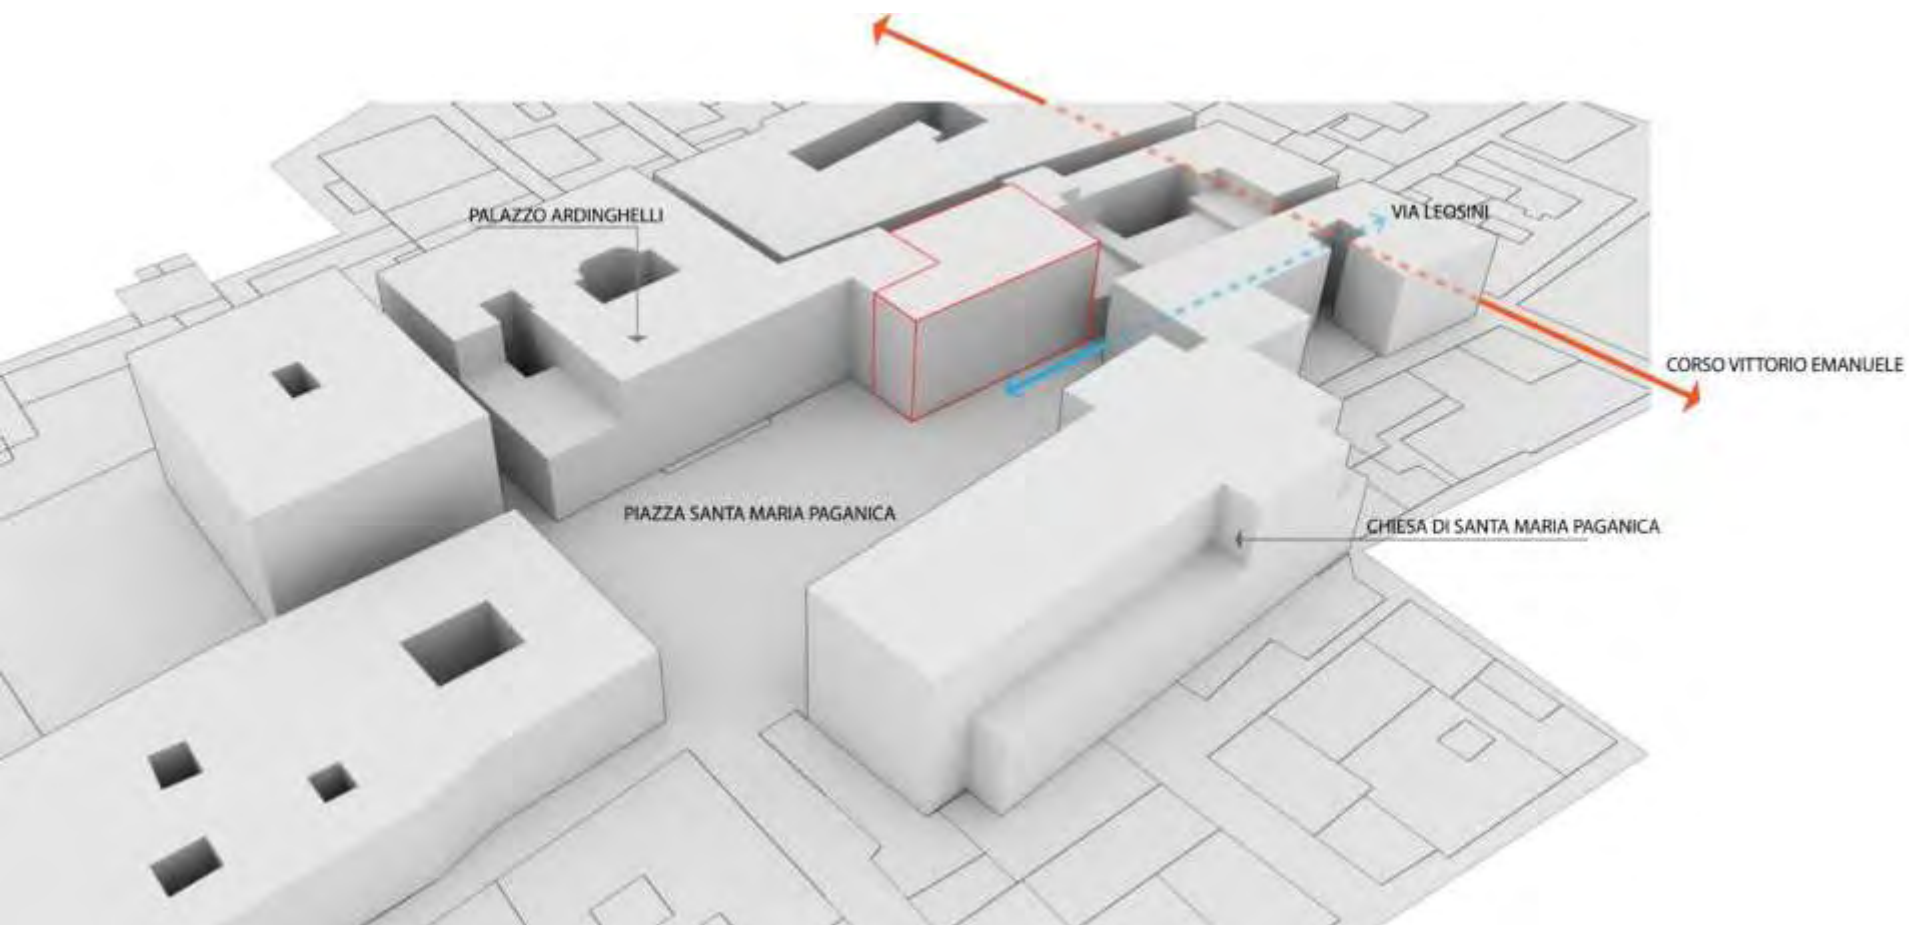 PALAZZO ARDINGHELLI
VIA LEOSINI
CORSO VITTORIO EMANUELE
PIAZZA SANTA MARIA PAGANICA
CHIESA DI SANTA MARIA PAGANICA